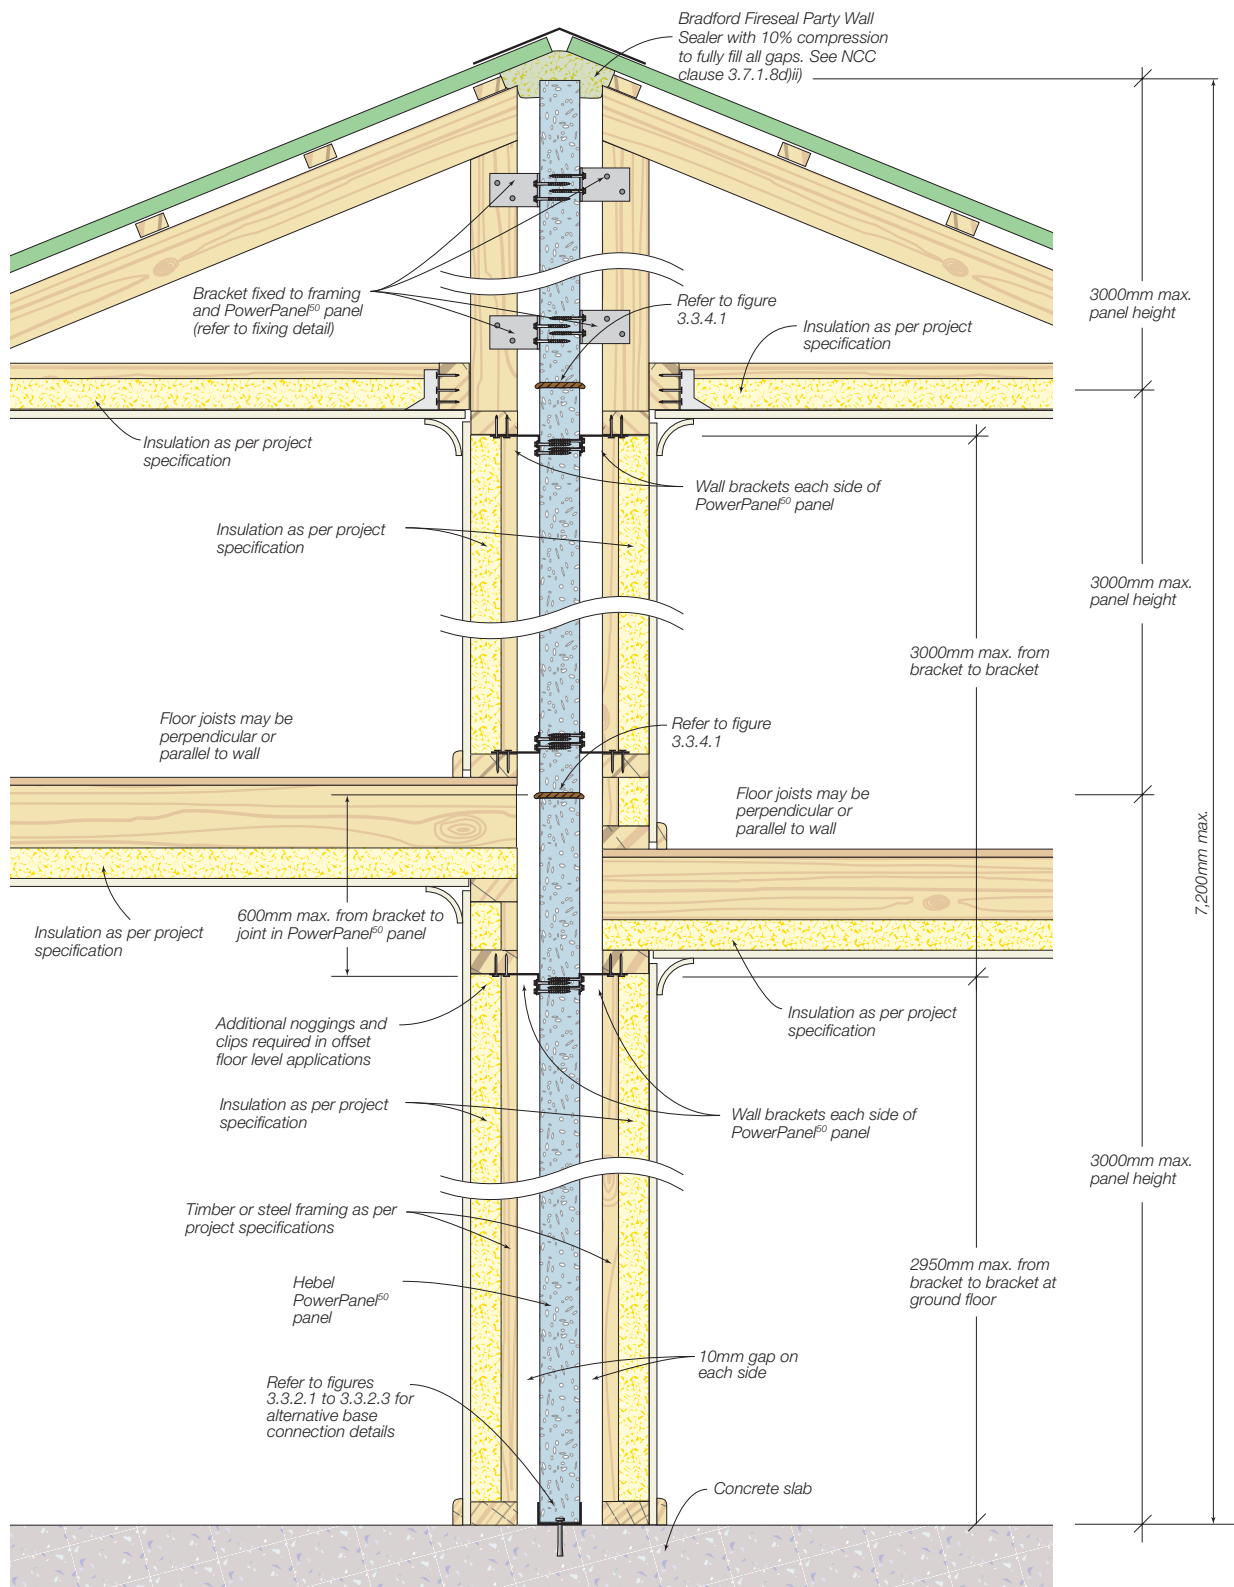 Bradford Fireseal Party Wall
Sealer with 10% compression
to fully fill all gaps. See NCC
clause 3.7.1.8d)ii)
Bracket fixed to framing
and PowerPanel⁵⁰ panel
(refer to fixing detail)
Refer to figure
3.3.4.1
Insulation as per project
specification
3000mm max.
panel height
Insulation as per project
specification
Wall brackets each side of
PowerPanel⁵⁰ panel
Insulation as per project
specification
3000mm max.
panel height
3000mm max. from
bracket to bracket
Floor joists may be
perpendicular or
parallel to wall
Refer to figure
3.3.4.1
Floor joists may be
perpendicular or
parallel to wall
7,200mm max.
600mm max. from bracket to
joint in PowerPanel⁵⁰ panel
Insulation as per project
specification
Insulation as per project
specification
Additional noggings and
clips required in offset
floor level applications
Insulation as per project
specification
Wall brackets each side of
PowerPanel⁵⁰ panel
3000mm max.
panel height
Timber or steel framing as per
project specifications
2950mm max. from
bracket to bracket at
ground floor
Hebel
PowerPanel⁵⁰
panel
10mm gap on
each side
Refer to figures
3.3.2.1 to 3.3.2.3 for
alternative base
connection details
Concrete slab